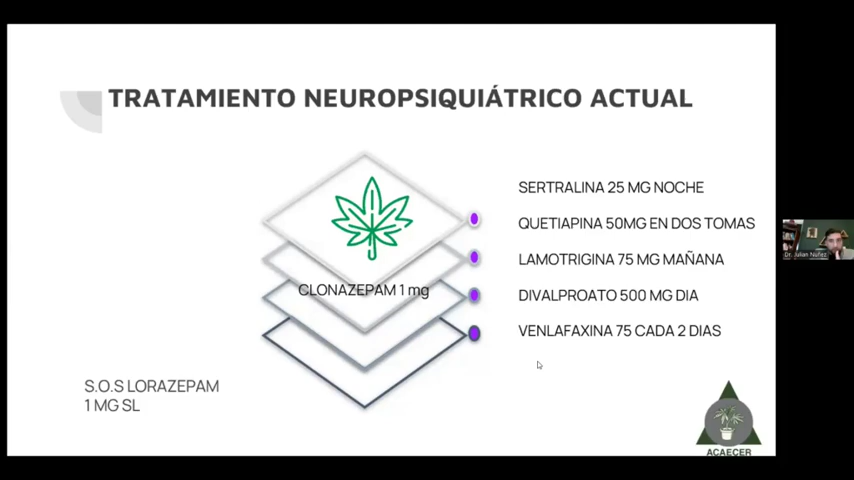 TRATAMIENTO NEUROPSIQUIÁTRICO ACTUAL
SERTRALINA 25 MG NOCHE
QUETIAPINA 50MG EN DOS TOMAS
LAMOTRIGINA 75 MG MAÑANA
CLONAZEPAM 1 mg
DIVALPROATO 500 MG DIA
VENLAFAXINA 75 CADA 2 DIAS
S.O.S LORAZEPAM
1 MG SL
ACAECER
Dr. Julian Nuñez